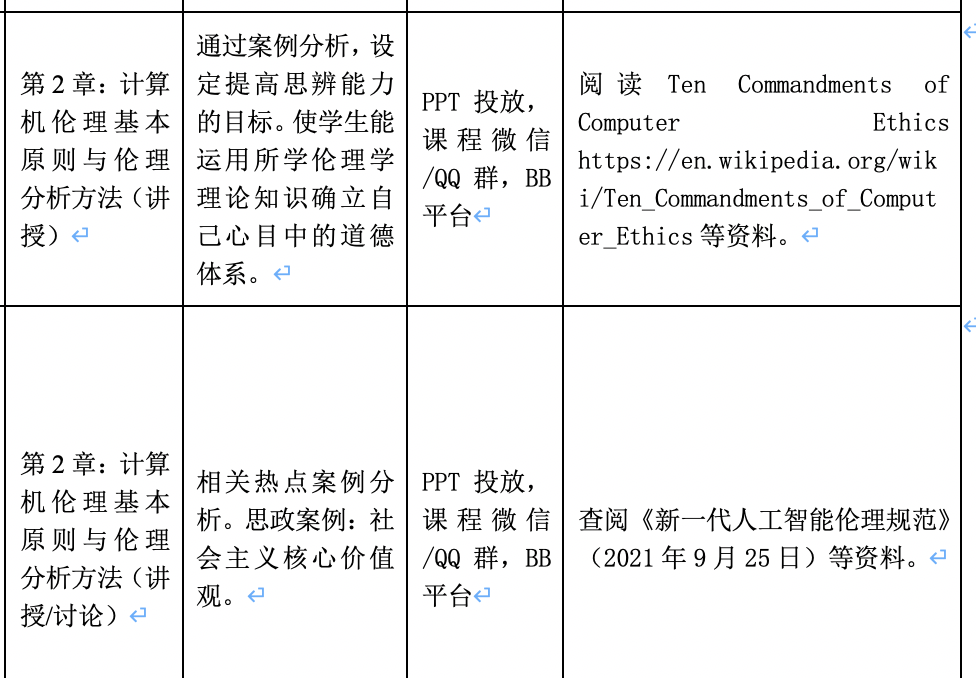 第 2 章：计算
机伦理基本
原则与伦理
分析方法（讲
授）
通过案例分析，设
定提高思辨能力
的目标。使学生能
运用所学伦理学
理论知识确立自
己心目中的道德
体系。
PPT 投放，
课程微信
/QQ 群，BB
平台
阅读 Ten Commandments of
Computer Ethics
https://en.wikipedia.org/wik
i/Ten_Commandments_of_Comput
er_Ethics 等资料。
第 2 章：计算
机伦理基本
原则与伦理
分析方法（讲
授/讨论）
相关热点案例分
析。思政案例：社
会主义核心价值
观。
PPT 投放，
课程微信
/QQ 群，BB
平台
查阅《新一代人工智能伦理规范》
（2021 年 9 月 25 日）等资料。